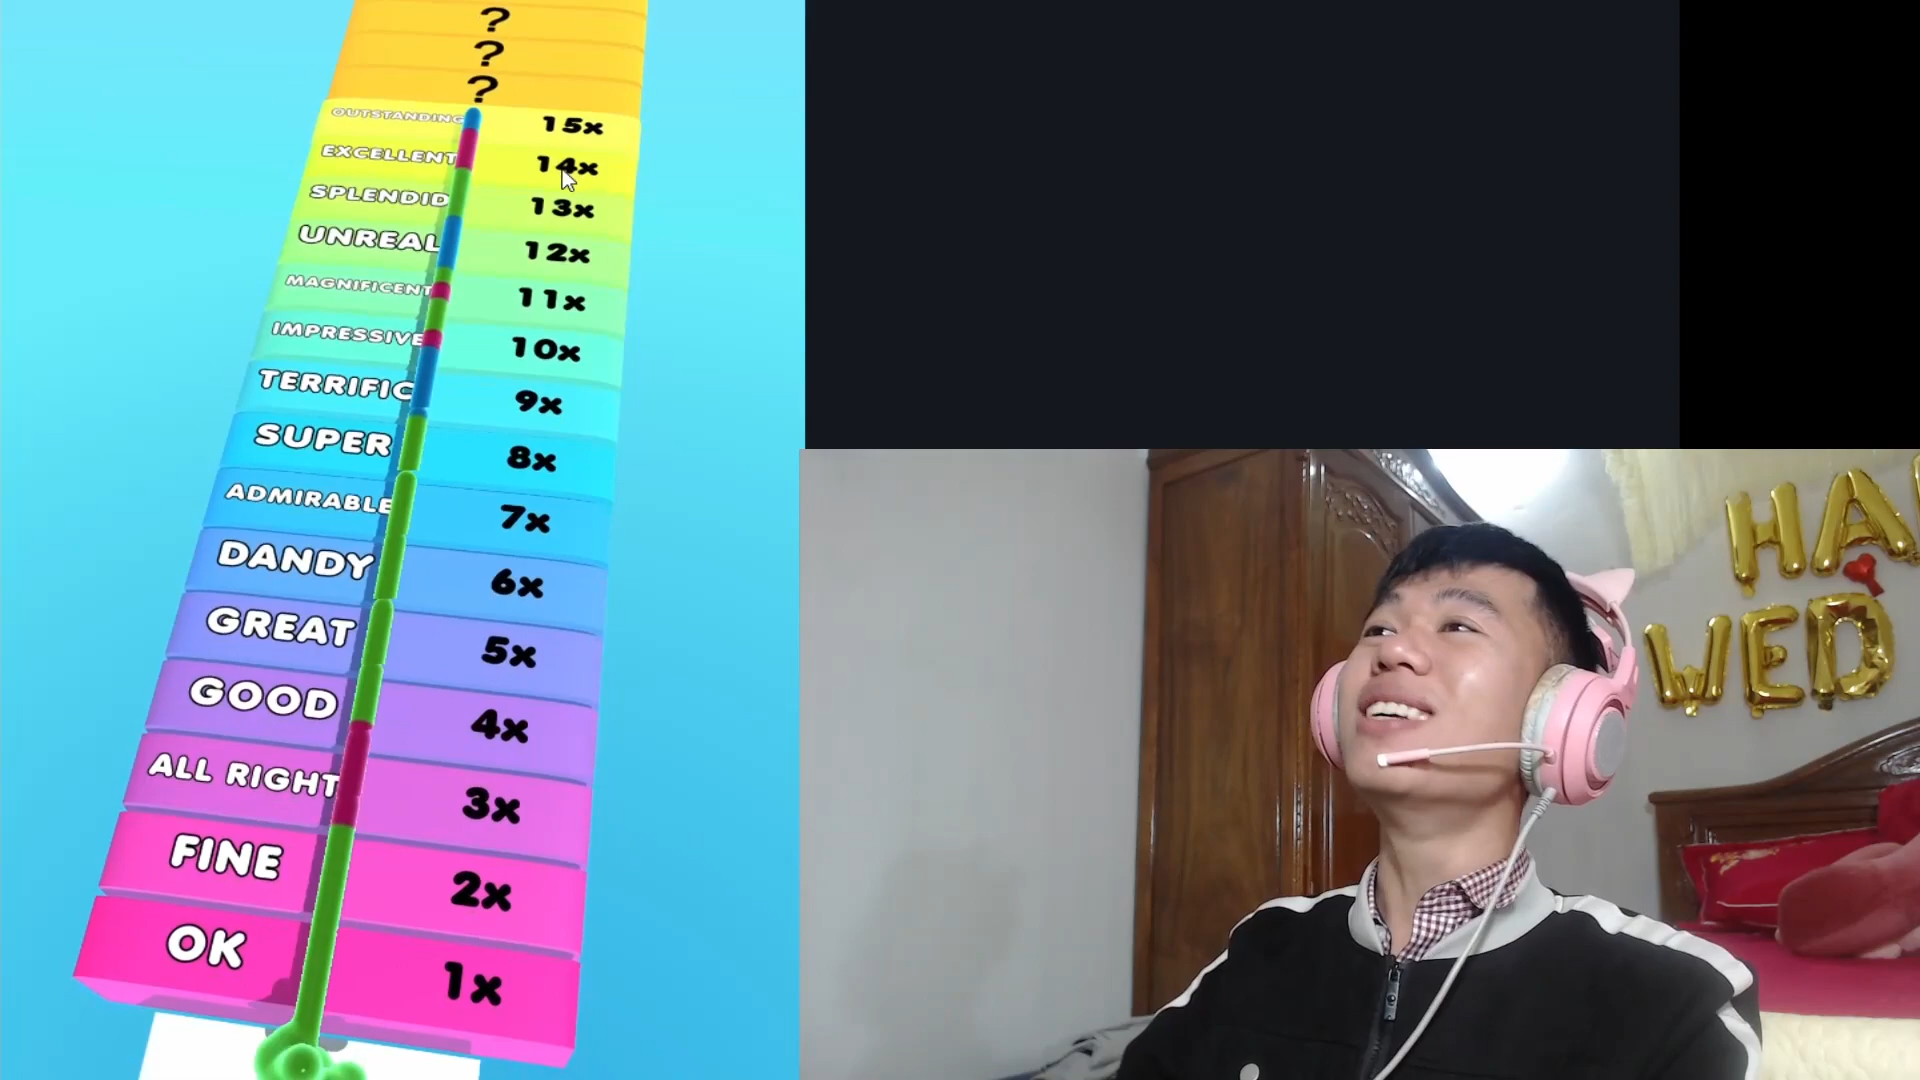 ?
?
?
OUTSTANDING 15x
EXCELLENT 14x
SPLENDID 13x
UNREAL 12x
MAGNIFICENT 11x
IMPRESSIVE 10x
TERRIFIC 9x
SUPER 8x
ADMIRABLE 7x
DANDY 6x
GREAT 5x
GOOD 4x
ALL RIGHT 3x
FINE 2x
OK 1x
HA
WED